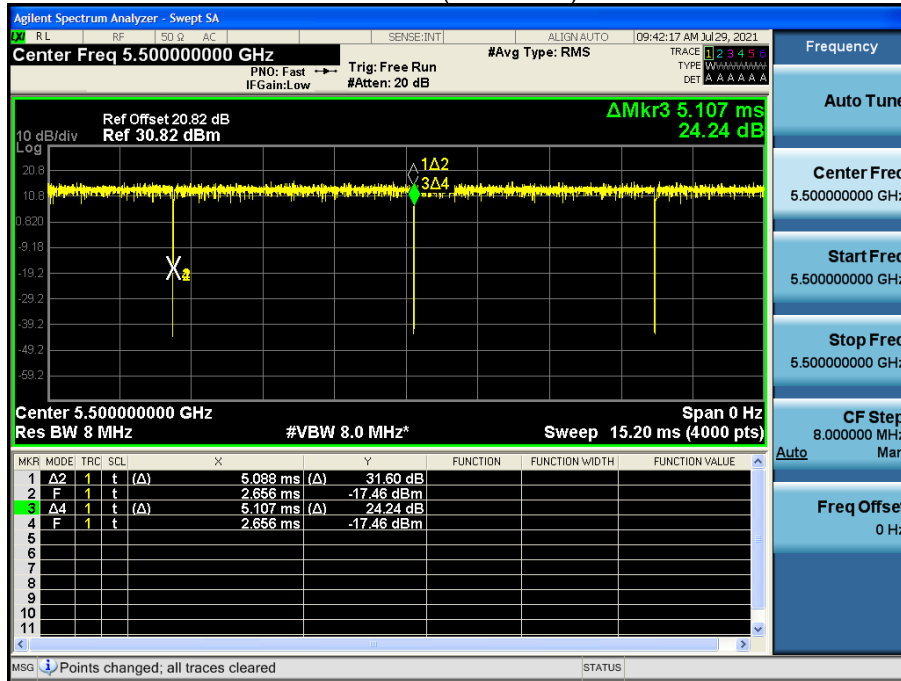 Agilent Spectrum Analyzer - Swept SA
LXI RL RF 50 Ω AC SENSE:INT ALIGN AUTO 09:42:17 AM Jul 29, 2021
Center Freq 5.500000000 GHz
PNO: Fast
IFGain:Low
Trig: Free Run
#Atten: 20 dB
#Avg Type: RMS
TRACE 1 2 3 4 5 6
TYPE WWWWWW
DET A A A A A A
Frequency
Auto Tune
Center Freq
5.500000000 GHz
Start Freq
5.500000000 GHz
Stop Freq
5.500000000 GHz
CF Step
8.000000 MHz
Auto Man
Freq Offset
0 Hz
ΔMkr3 5.107 ms
24.24 dB
Ref Offset 20.82 dB
10 dB/div Ref 30.82 dBm
Log
20.8
10.8
0.820
-9.18
-19.2
-29.2
-39.2
-49.2
-59.2
1Δ2
3Δ4
X
Center 5.500000000 GHz Span 0 Hz
Res BW 8 MHz #VBW 8.0 MHz* Sweep 15.20 ms (4000 pts)
MKR MODE TRC SCL X Y FUNCTION FUNCTION WIDTH FUNCTION VALUE
1 Δ2 1 t (Δ) 5.088 ms (Δ) 31.60 dB
2 F 1 t 2.656 ms -17.46 dBm
3 Δ4 1 t (Δ) 5.107 ms (Δ) 24.24 dB
4 F 1 t 2.656 ms -17.46 dBm
5
6
7
8
9
10
11
MSG Points changed; all traces cleared STATUS